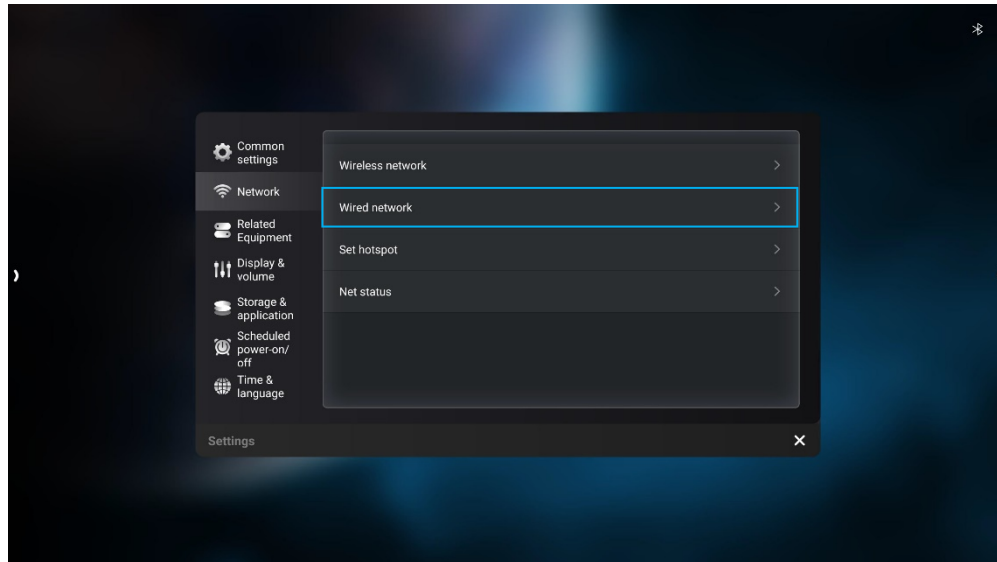 Common
settings
Network
Related
Equipment
Display &
volume
Storage &
application
Scheduled
power-on/
off
Time &
language
Wireless network
Wired network
Set hotspot
Net status
Settings